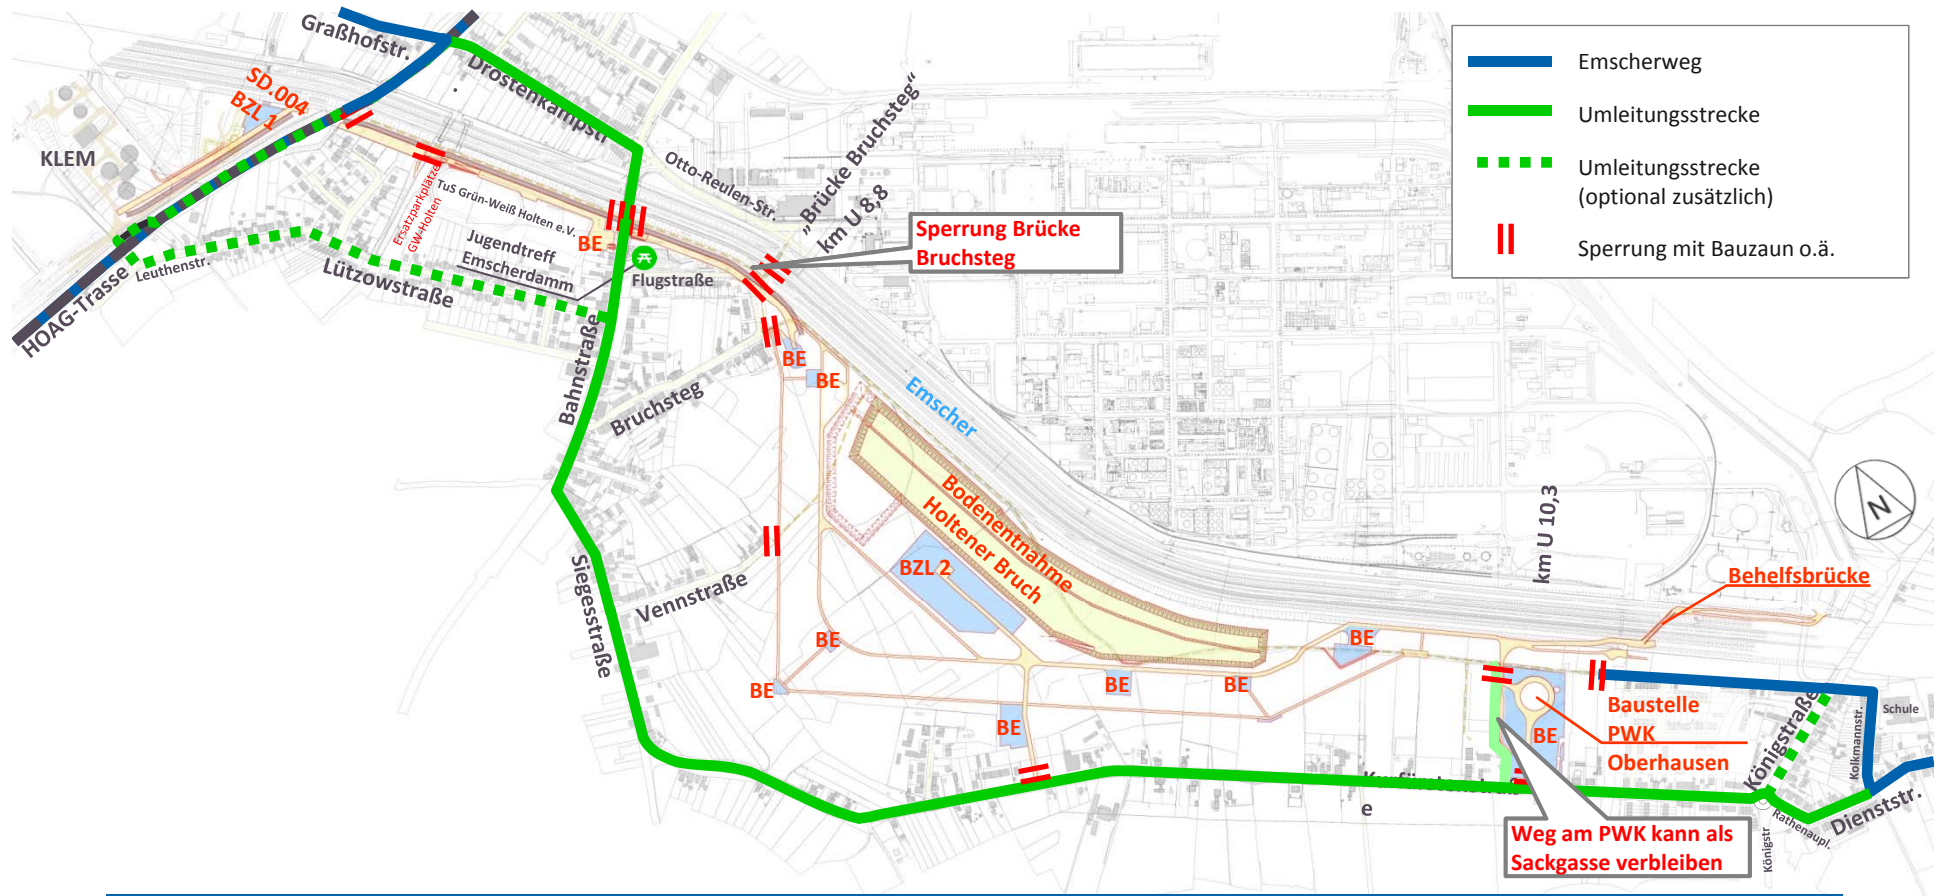 Graßhofstr.
Drostenkampstr
SD.004
BZL 1
KLEM
Otto-Reulen-Str.
„Brücke Bruchsteg“
km U 8,8
Ersatzparkplätze
GW-Holten
TuS Grün-Weiß Holten e.V.
Jugendtreff
Emscherdamm
BE
Flugstraße
Sperrung Brücke
Bruchsteg
Leuthenstr.
Lützowstraße
HOAG-Trasse
Bahnstraße
Bruchsteg
BE
BE
Emscher
Emscherweg
Umleitungsstrecke
Umleitungsstrecke
(optional zusätzlich)
Sperrung mit Bauzaun o.ä.
N
Bodenentnahme
Holtener Bruch
km U 10,3
BZL 2
Behelfsbrücke
Vennstraße
Siegesstraße
BE
BE
BE
BE
BE
BE
BE
Baustelle
PWK
Oberhausen
Königstraße
Kolkmannstr.
Schule
Dienststr.
Rathenaupl.
Königstr
Kurfürstenstraß
e
Weg am PWK kann als
Sackgasse verbleiben